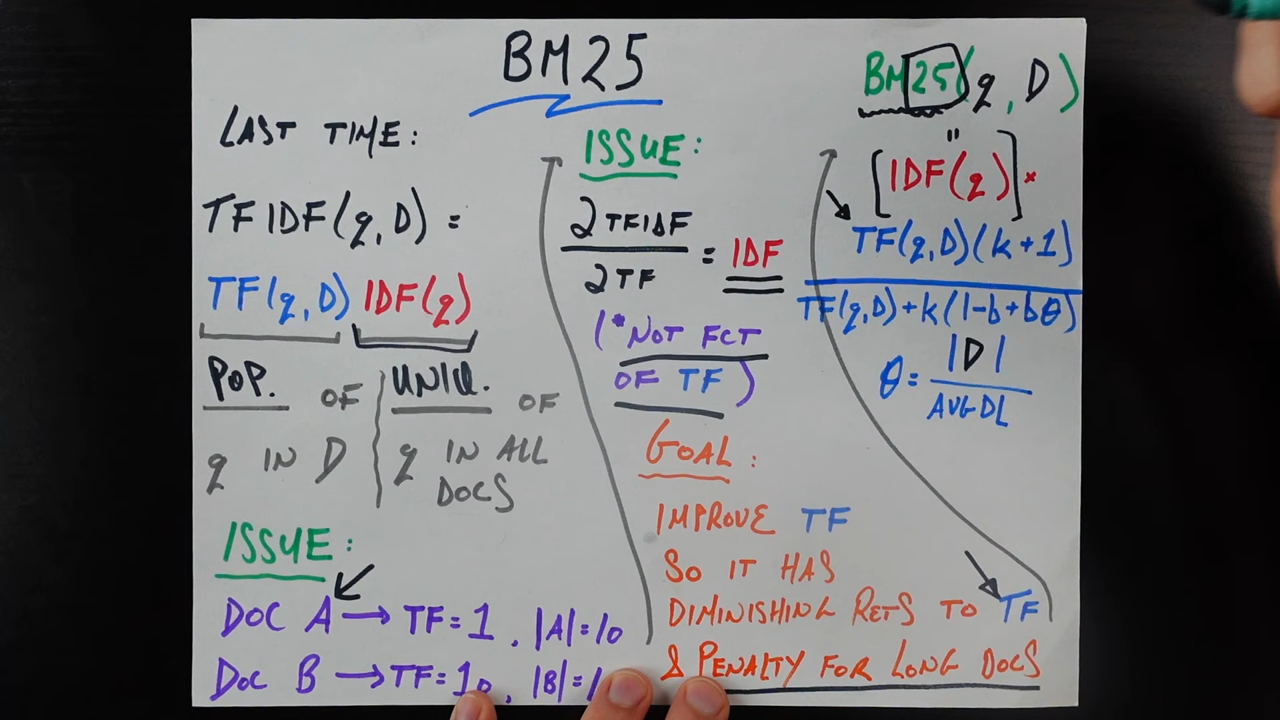 BM25
LAST TIME:
TFIDF(q,D) =
TF(q,D) IDF(q)
POP. OF
q IN D
UNIQ. OF
q IN ALL
DOCS
ISSUE:
DOC A → TF=1, |A|=10
DOC B → TF=10,
ISSUE:
∂TFIDF
∂TF
= IDF
(*NOT FCT
OF TF)
GOAL:
IMPROVE TF
SO IT HAS
DIMINISHING RETS TO TF
& PENALTY FOR LONG DOCS
BM25(q, D)
"
[IDF(q)] ×
TF(q,D)(k+1)
TF(q,D)+k(1-b+bθ)
θ = |D|
AVGDL